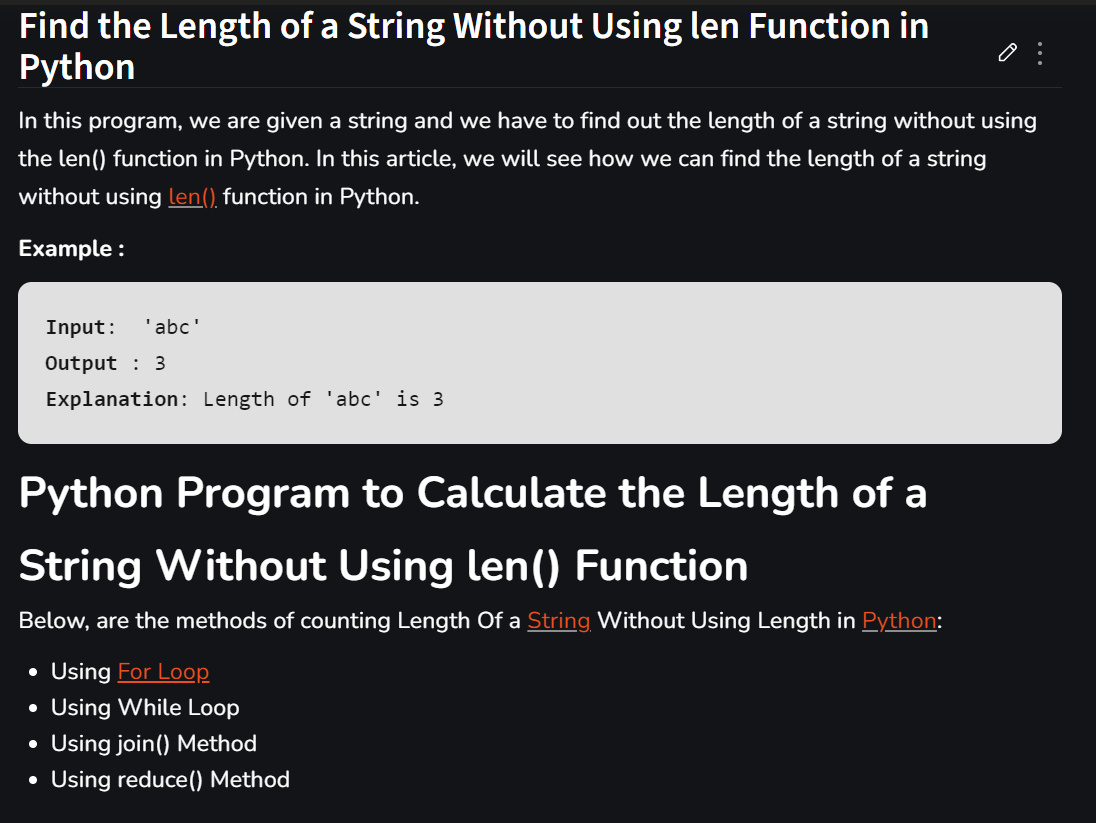 Find the Length of a String Without Using len Function in
Python
In this program, we are given a string and we have to find out the length of a string without using
the len() function in Python. In this article, we will see how we can find the length of a string
without using len() function in Python.
Example :
Input:  'abc'
Output : 3
Explanation: Length of 'abc' is 3
Python Program to Calculate the Length of a
String Without Using len() Function
Below, are the methods of counting Length Of a String Without Using Length in Python:
• Using For Loop
• Using While Loop
• Using join() Method
• Using reduce() Method